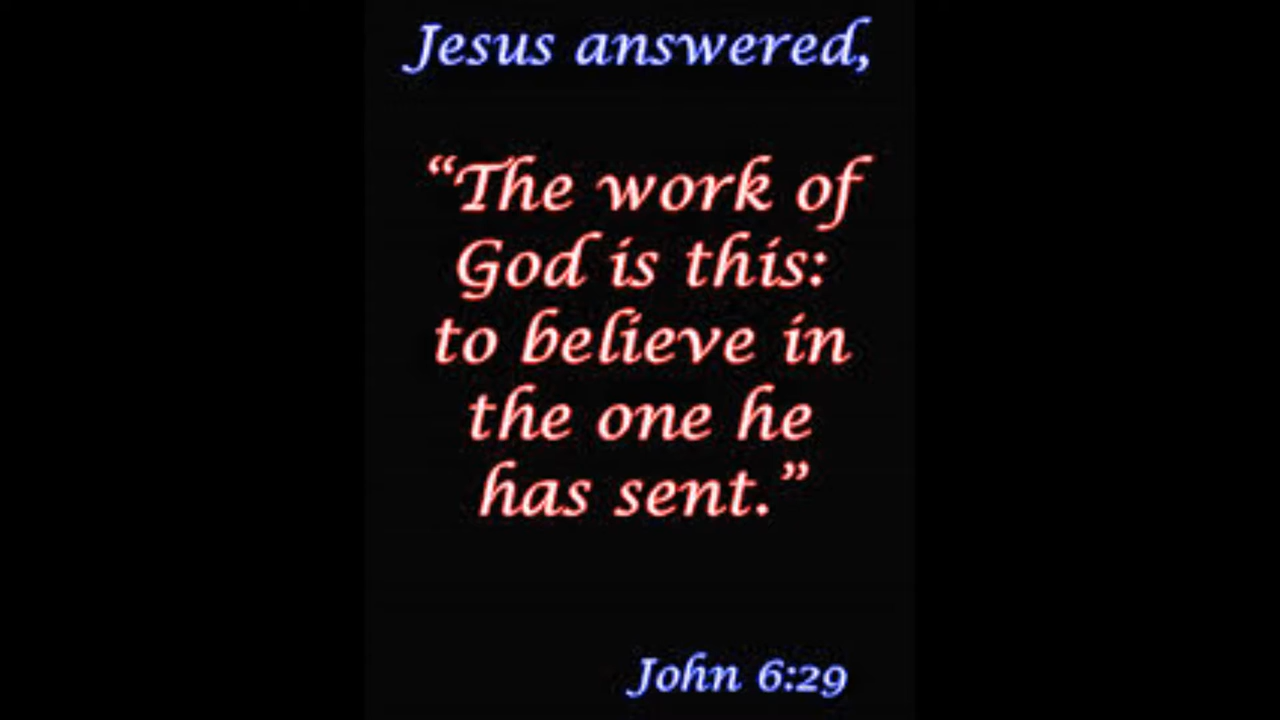 Jesus answered,
“The work of
God is this:
to believe in
the one he
has sent.”
John 6:29